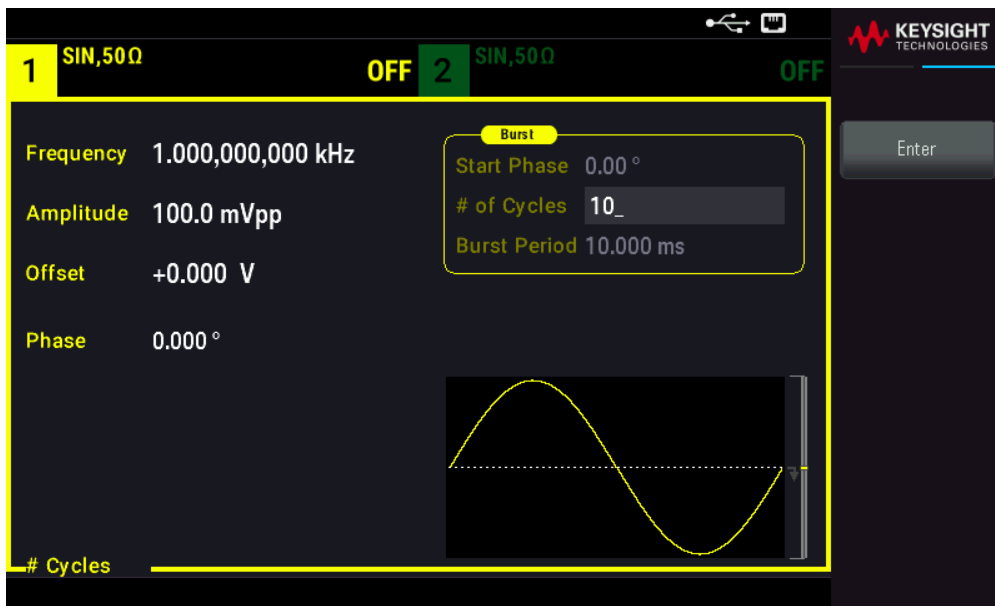 KEYSIGHT
TECHNOLOGIES
1 SIN,50Ω OFF 2 SIN,50Ω OFF
Frequency 1.000,000,000 kHz
Amplitude 100.0 mVpp
Offset +0.000 V
Phase 0.000 °
Burst
Start Phase 0.00 °
# of Cycles 10_
Burst Period 10.000 ms
# Cycles
Enter